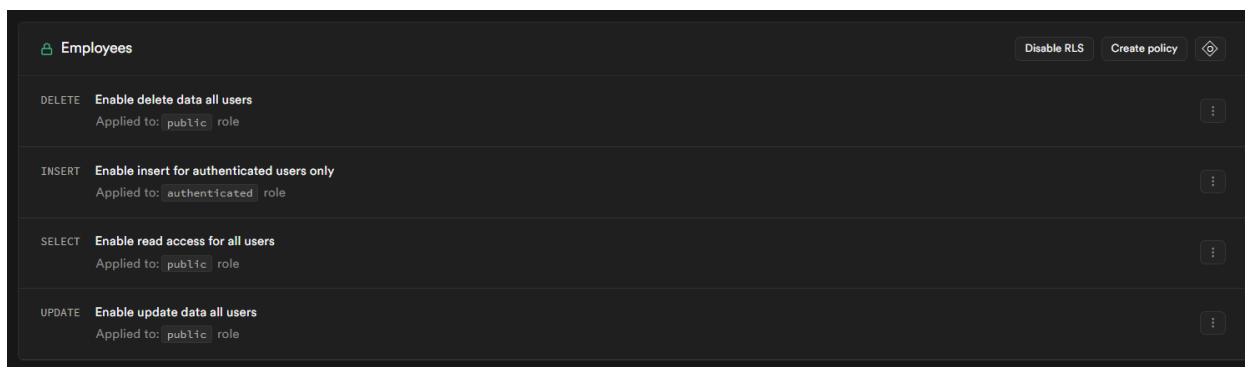 Employees
Disable RLS
Create policy
DELETE Enable delete data all users
Applied to: public role
INSERT Enable insert for authenticated users only
Applied to: authenticated role
SELECT Enable read access for all users
Applied to: public role
UPDATE Enable update data all users
Applied to: public role